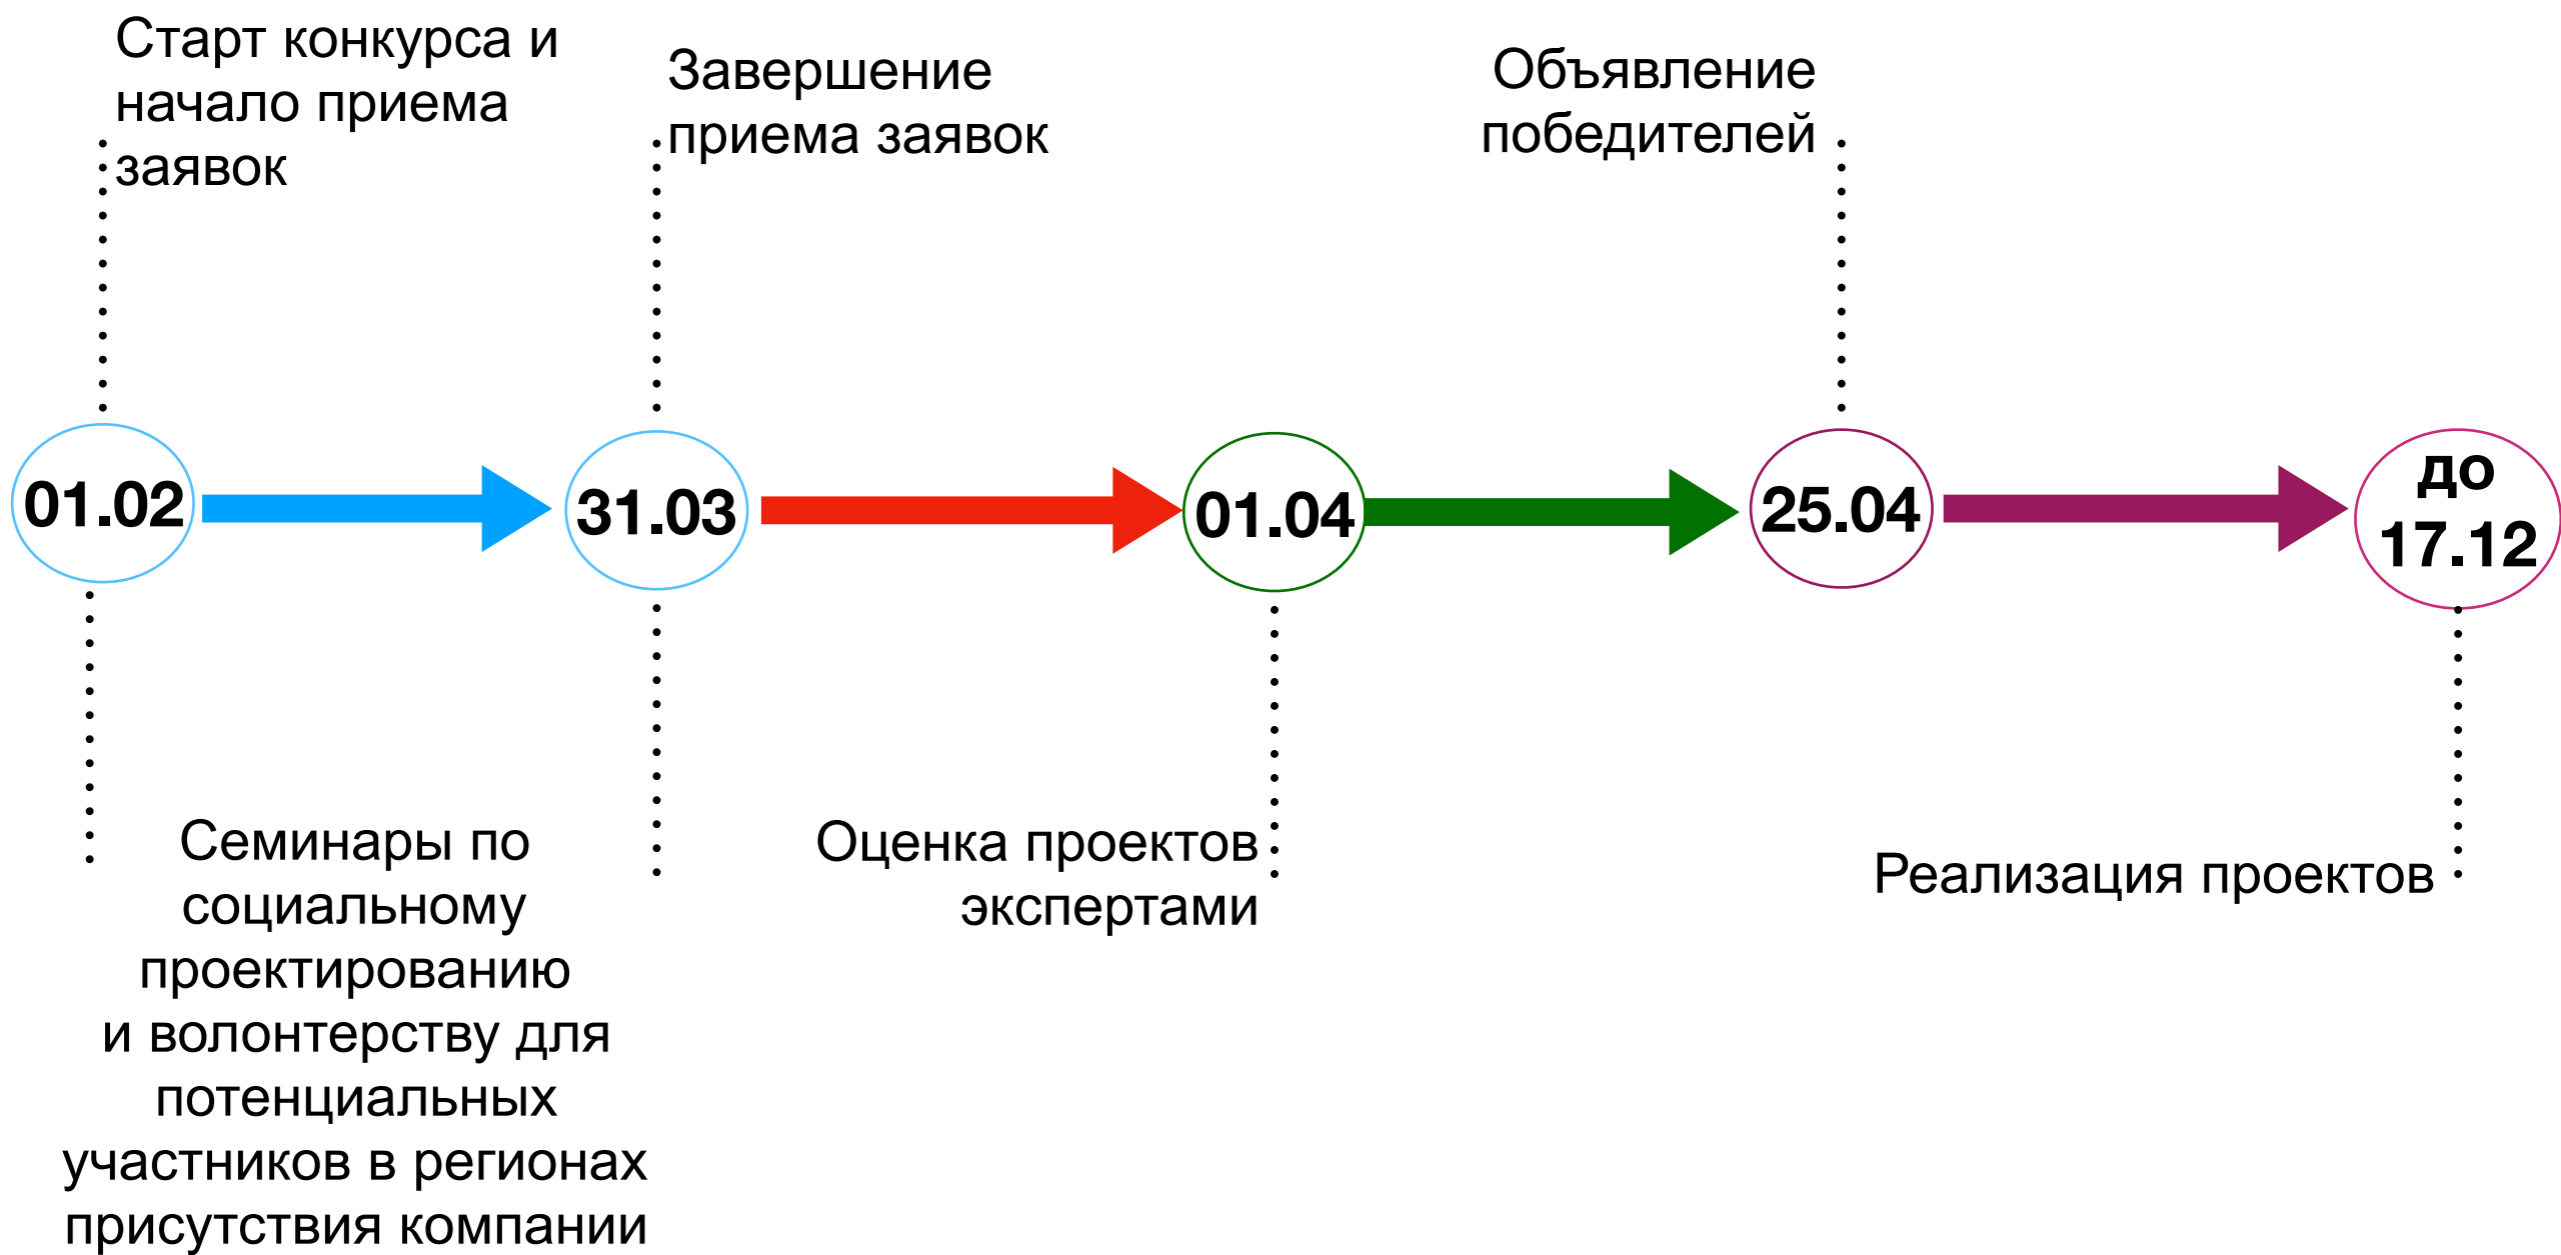 Старт конкурса и
начало приема
заявок
Завершение
приема заявок
Объявление
победителей
01.02
31.03
01.04
25.04
до
17.12
Семинары по
социальному
проектированию
и волонтерству для
потенциальных
участников в регионах
присутствия компании
Оценка проектов
экспертами
Реализация проектов